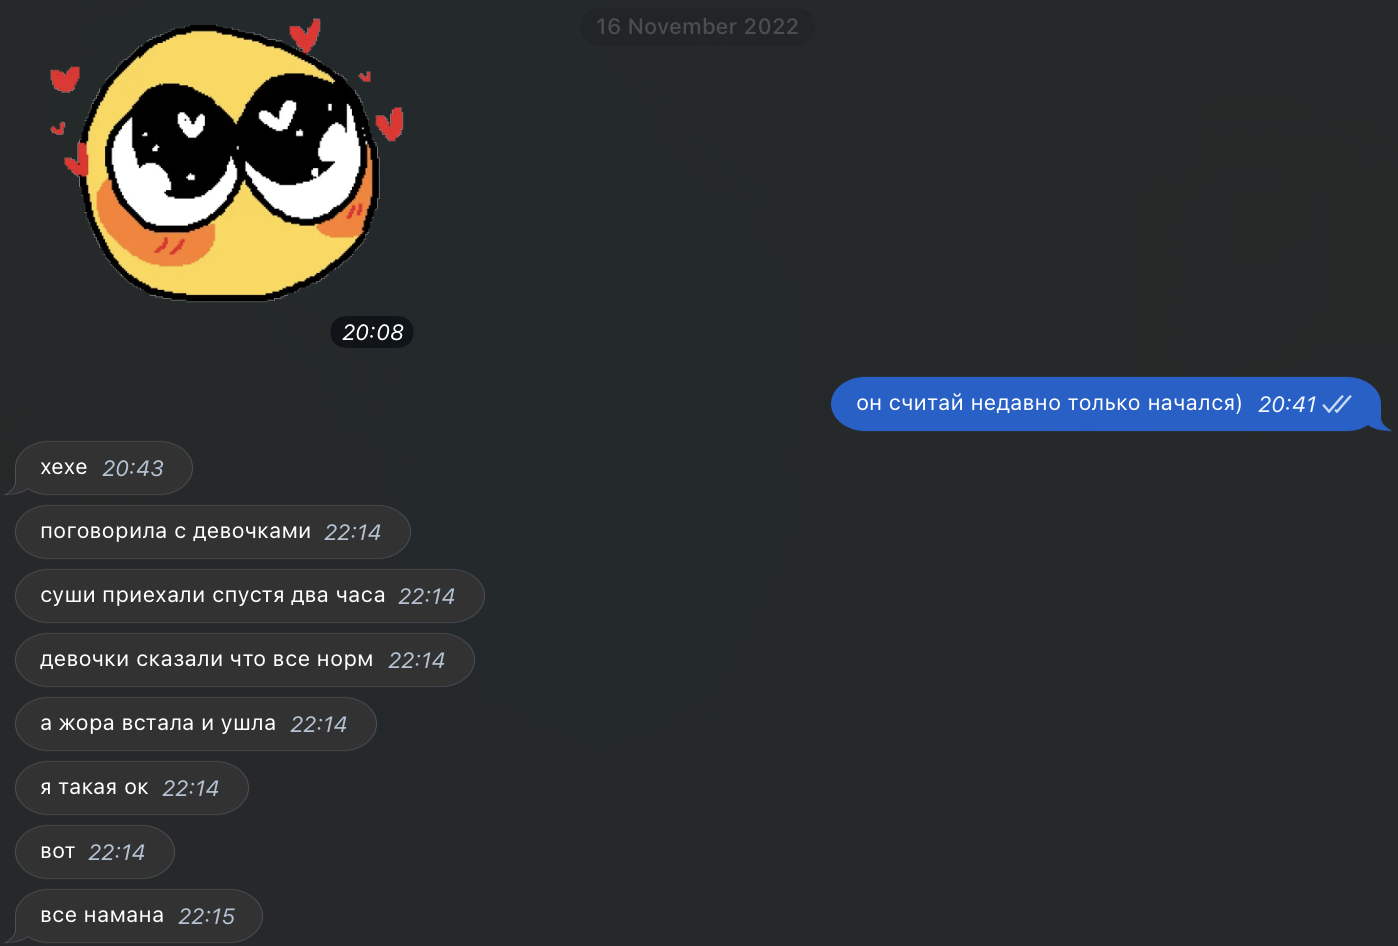 16 November 2022
20:08
он считай недавно только начался) 20:41
хехе 20:43
поговорила с девочками 22:14
суши приехали спустя два часа 22:14
девочки сказали что все норм 22:14
а жора встала и ушла 22:14
я такая ок 22:14
вот 22:14
все намана 22:15